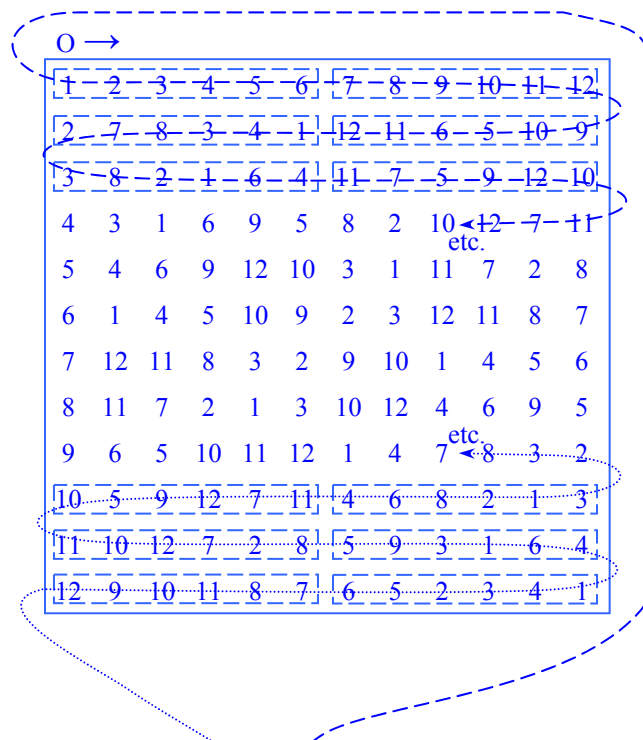 O →
1 2 3 4 5 6 7 8 9 10 11 12
2 7 8 3 4 1 12 11 6 5 10 9
3 8 2 1 6 4 11 7 5 9 12 10
4 3 1 6 9 5 8 2 10 12 7 11
etc.
5 4 6 9 12 10 3 1 11 7 2 8
6 1 4 5 10 9 2 3 12 11 8 7
7 12 11 8 3 2 9 10 1 4 5 6
8 11 7 2 1 3 10 12 4 6 9 5
etc.
9 6 5 10 11 12 1 4 7 8 3 2
10 5 9 12 7 11 4 6 8 2 1 3
11 10 12 7 2 8 5 9 3 1 6 4
12 9 10 11 8 7 6 5 2 3 4 1